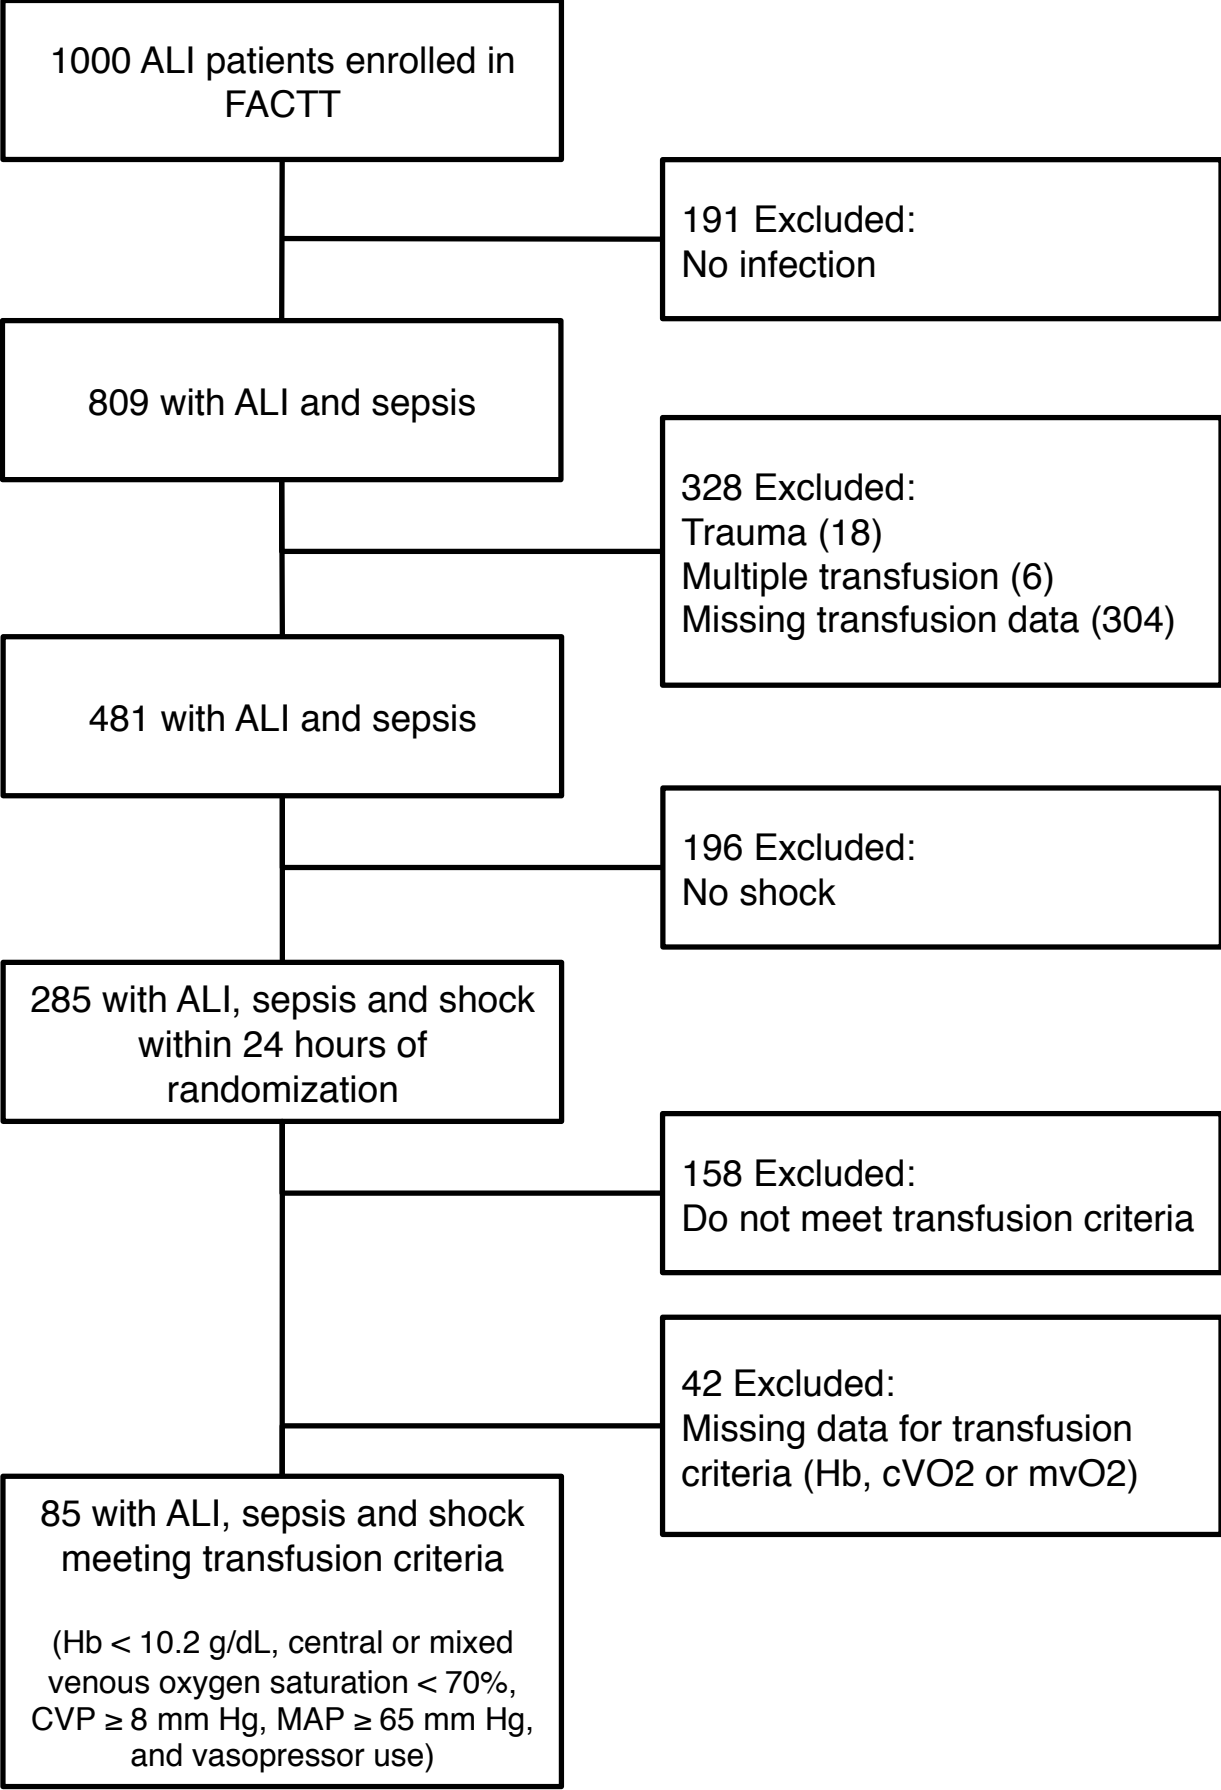 1000 ALI patients enrolled in
FACTT
191 Excluded:
No infection
809 with ALI and sepsis
328 Excluded:
Trauma (18)
Multiple transfusion (6)
Missing transfusion data (304)
481 with ALI and sepsis
196 Excluded:
No shock
285 with ALI, sepsis and shock
within 24 hours of
randomization
158 Excluded:
Do not meet transfusion criteria
42 Excluded:
Missing data for transfusion
criteria (Hb, cVO2 or mvO2)
85 with ALI, sepsis and shock
meeting transfusion criteria
(Hb < 10.2 g/dL, central or mixed
venous oxygen saturation < 70%,
CVP ≥ 8 mm Hg, MAP ≥ 65 mm Hg,
and vasopressor use)